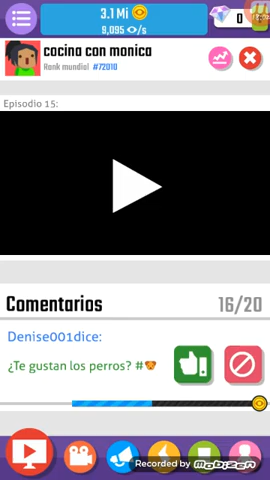 3.1 Mi
9,095 /s
0
cocina con monica
Rank mundial #72010
Episodio 15:
Comentarios 16/20
Denise001dice:
¿Te gustan los perros? #🐶
Recorded by Mobizen